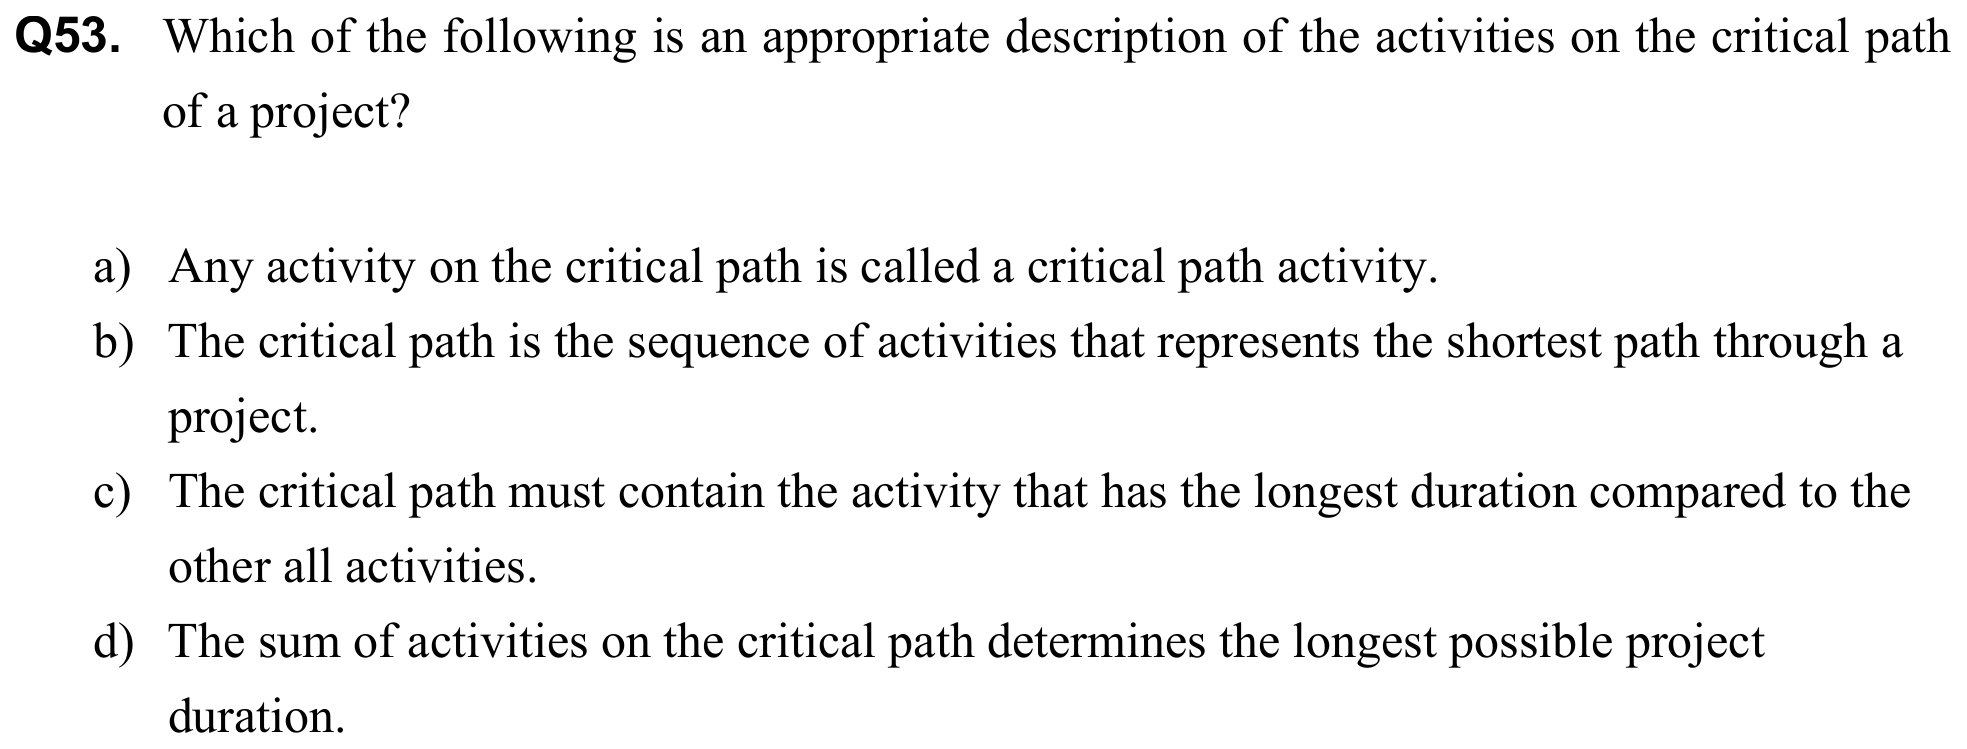 Q53. Which of the following is an appropriate description of the activities on the critical path
of a project?
a) Any activity on the critical path is called a critical path activity.
b) The critical path is the sequence of activities that represents the shortest path through a
project.
c) The critical path must contain the activity that has the longest duration compared to the
other all activities.
d) The sum of activities on the critical path determines the longest possible project
duration.